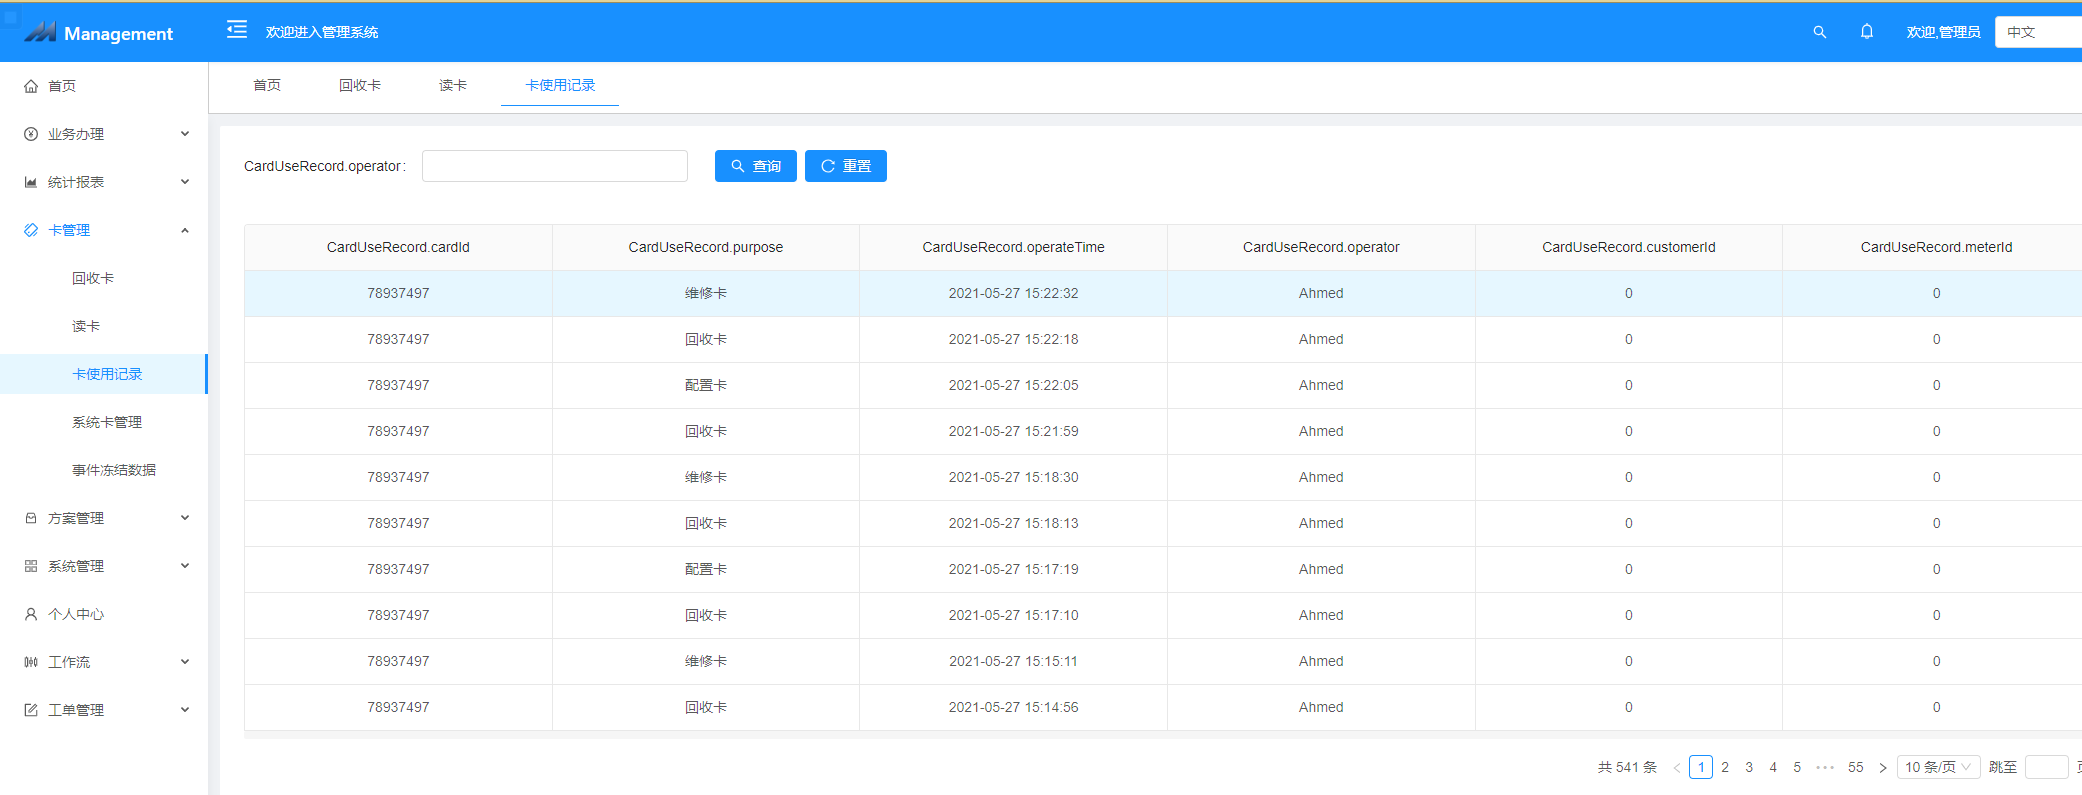 Management
欢迎进入管理系统
欢迎,管理员
中文
首页
业务办理
统计报表
卡管理
回收卡
读卡
卡使用记录
系统卡管理
事件冻结数据
方案管理
系统管理
个人中心
工作流
工单管理
首页 回收卡 读卡 卡使用记录
CardUseRecord.operator: 查询 重置
CardUseRecord.cardId CardUseRecord.purpose CardUseRecord.operateTime CardUseRecord.operator CardUseRecord.customerId CardUseRecord.meterId
78937497 维修卡 2021-05-27 15:22:32 Ahmed 0 0
78937497 回收卡 2021-05-27 15:22:18 Ahmed 0 0
78937497 配置卡 2021-05-27 15:22:05 Ahmed 0 0
78937497 回收卡 2021-05-27 15:21:59 Ahmed 0 0
78937497 维修卡 2021-05-27 15:18:30 Ahmed 0 0
78937497 回收卡 2021-05-27 15:18:13 Ahmed 0 0
78937497 配置卡 2021-05-27 15:17:19 Ahmed 0 0
78937497 回收卡 2021-05-27 15:17:10 Ahmed 0 0
78937497 维修卡 2021-05-27 15:15:11 Ahmed 0 0
78937497 回收卡 2021-05-27 15:14:56 Ahmed 0 0
共 541 条 < 1 2 3 4 5 ••• 55 > 10 条/页 跳至